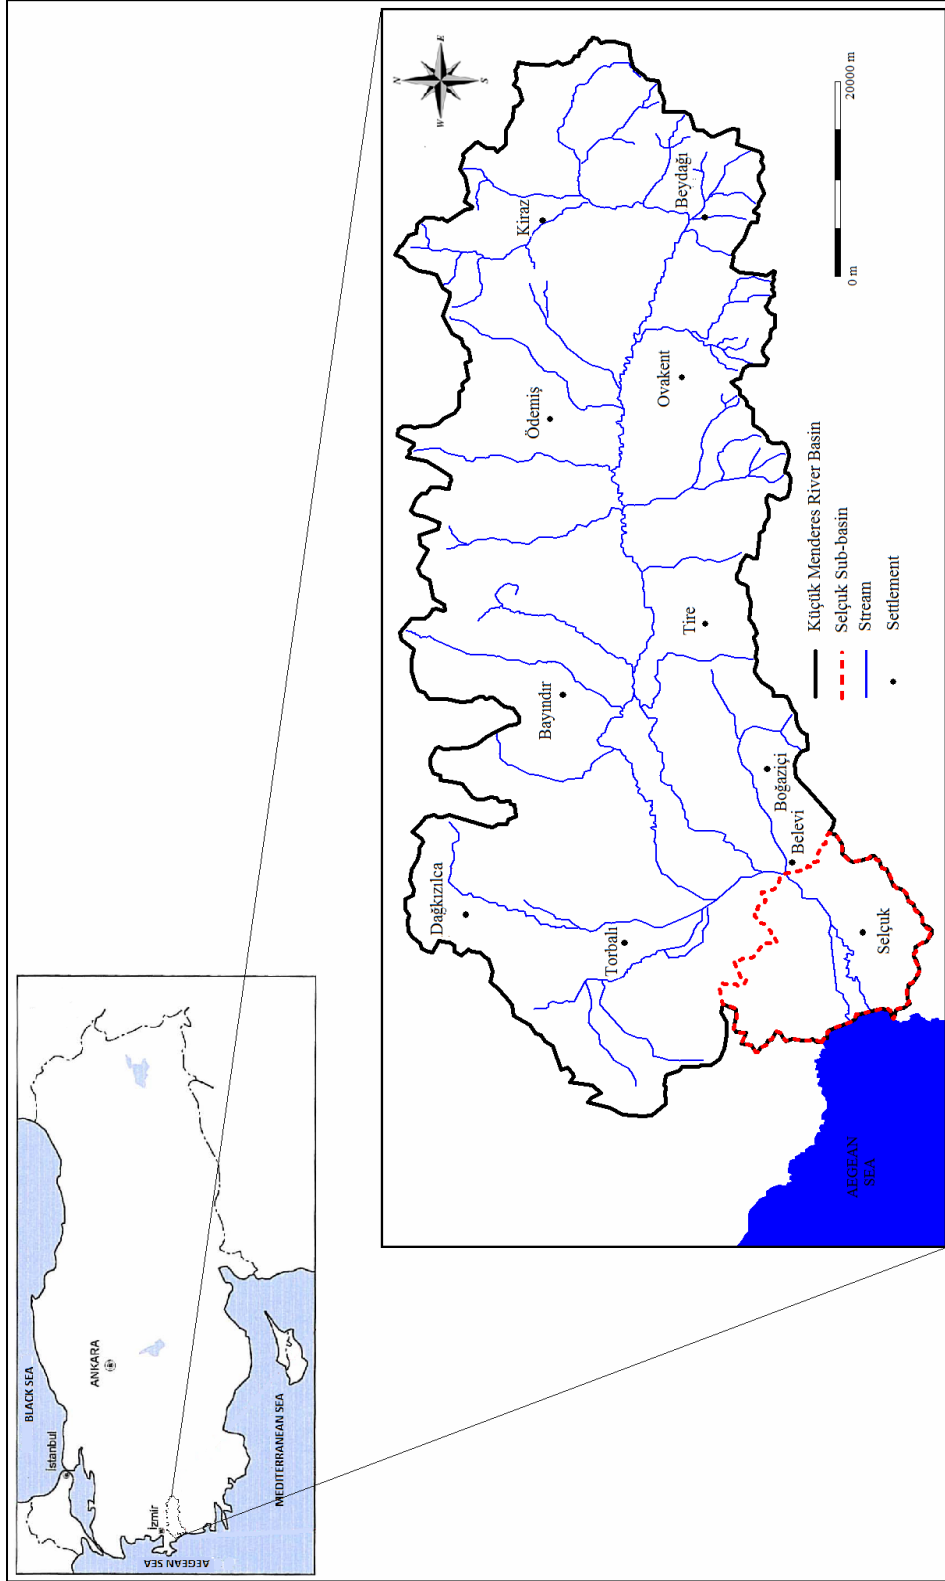 BLACK SEA
İstanbul
ANKARA
İzmir
AEGEAN SEA
MEDITERRANEAN SEA
N
E
S
W
Dağkızılca
Torbalı
Bayındır
Ödemiş
Kiraz
Beydağı
Ovakent
Tire
Boğaziçi
Belevi
Selçuk
AEGEAN
SEA
0 m
20000 m
Küçük Menderes River Basin
Selçuk Sub-basin
Stream
Settlement